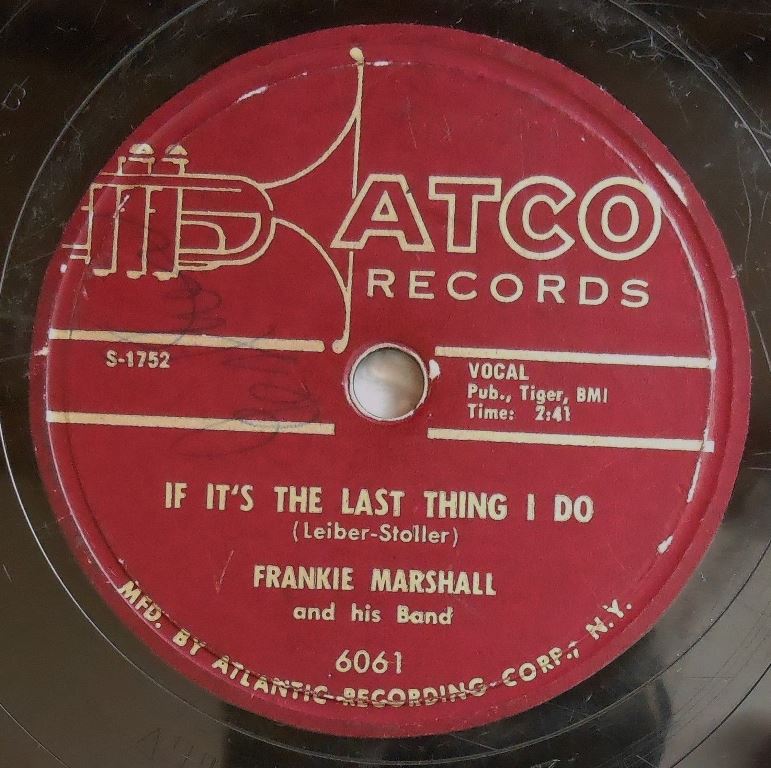 ATCO
RECORDS
S-1752
VOCAL
Pub., Tiger, BMI
Time: 2:41
IF IT'S THE LAST THING I DO
(Leiber-Stoller)
FRANKIE MARSHALL
and his Band
6061
MFD. BY ATLANTIC RECORDING CORP., N.Y.